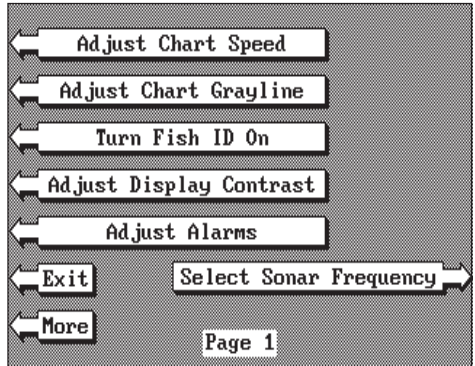 Adjust Chart Speed
Adjust Chart Grayline
Turn Fish ID On
Adjust Display Contrast
Adjust Alarms
Exit
Select Sonar Frequency
More
Page 1